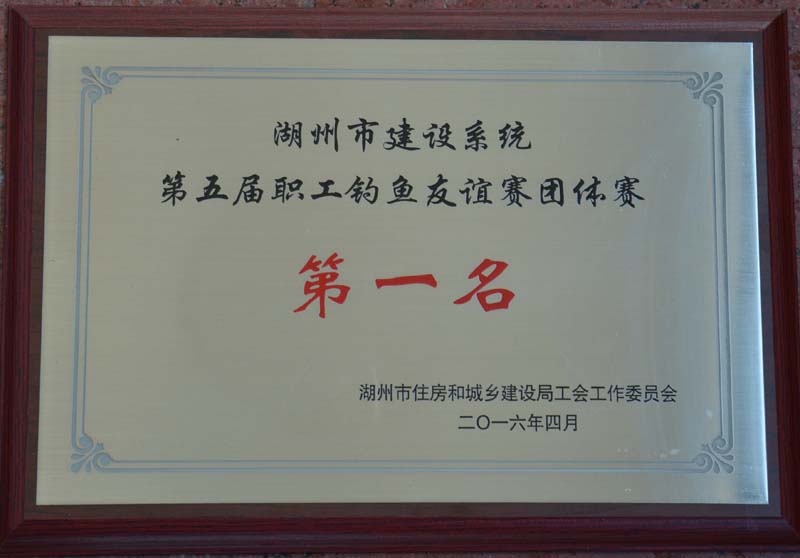 湖州市建设系统
第五届职工钓鱼友谊赛团体赛
第一名
湖州市住房和城乡建设局工会工作委员会
二〇一六年四月